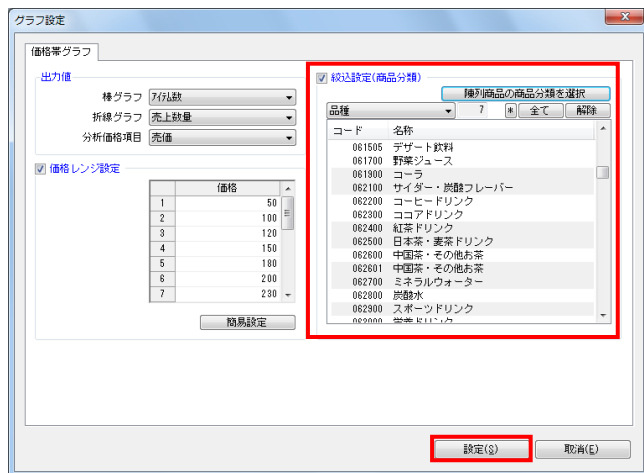 グラフ設定
価格帯グラフ
出力値
棒グラフ ｱｲﾃﾑ数
折線グラフ 売上数量
分析価格項目 売価
価格レンジ設定
価格
1 50
2 100
3 120
4 150
5 180
6 200
7 230
簡易設定
絞込設定(商品分類)
陳列商品の商品分類を選択
品種 7 * 全て 解除
コード 名称
061505 デザート飲料
061700 野菜ジュース
061900 コーラ
062100 サイダー・炭酸フレーバー
062200 コーヒードリンク
062300 ココアドリンク
062400 紅茶ドリンク
062500 日本茶・麦茶ドリンク
062600 中国茶・その他お茶
062601 中国茶・その他お茶
062700 ミネラルウォーター
062800 炭酸水
062900 スポーツドリンク
設定(S) 取消(E)